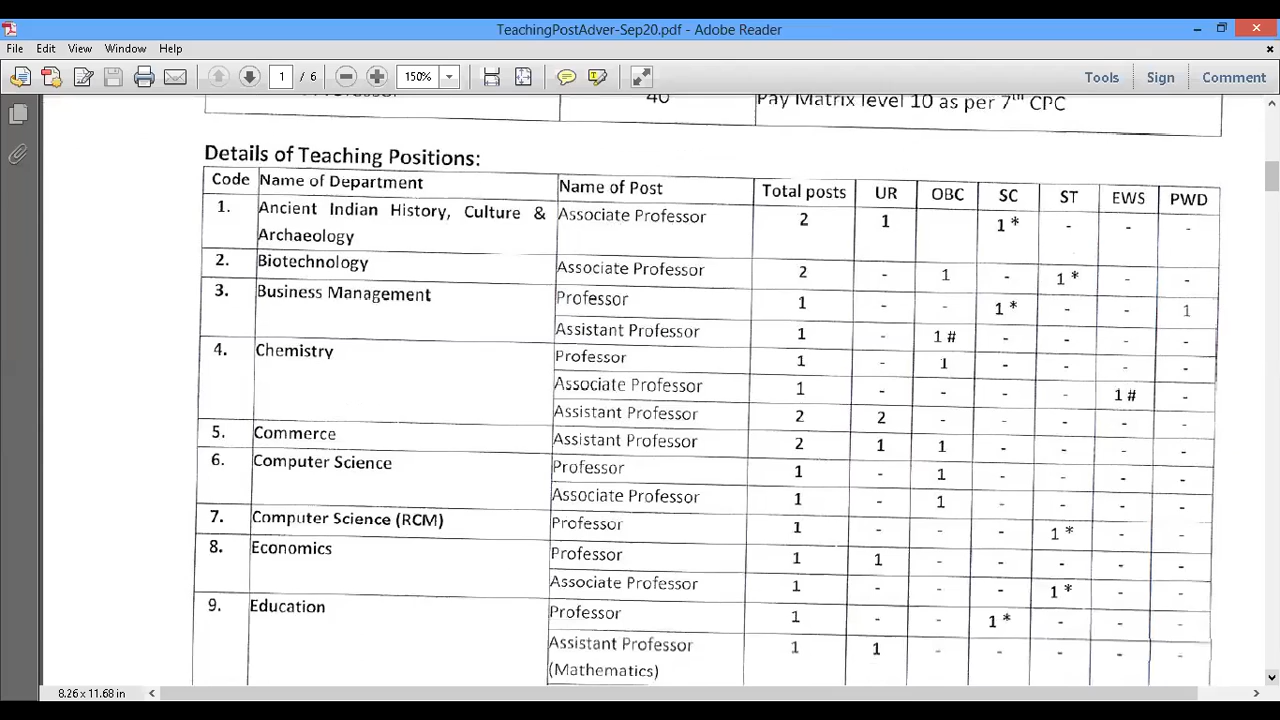 TeachingPostAdver-Sep20.pdf - Adobe Reader
File Edit View Window Help
1 / 6 150% Tools Sign Comment
40 Pay Matrix level 10 as per 7th CPC
Details of Teaching Positions:
Code Name of Department Name of Post Total posts UR OBC SC ST EWS PWD
1. Ancient Indian History, Culture & Associate Professor 2 1 1 * - - -
Archaeology
2. Biotechnology Associate Professor 2 - 1 - 1 * - -
3. Business Management Professor 1 - - 1 * - - 1
Assistant Professor 1 - 1 # - - - -
4. Chemistry Professor 1 - 1 - - - -
Associate Professor 1 - - - - 1 # -
Assistant Professor 2 2 - - - - -
5. Commerce Assistant Professor 2 1 1 - - - -
6. Computer Science Professor 1 - 1 - - - -
Associate Professor 1 - 1 - - - -
7. Computer Science (RCM) Professor 1 - - - 1 * - -
8. Economics Professor 1 1 - - - - -
Associate Professor 1 - - - 1 * - -
9. Education Professor 1 - - 1 * - - -
Assistant Professor 1 1 - - - - -
(Mathematics)
8.26 x 11.68 in